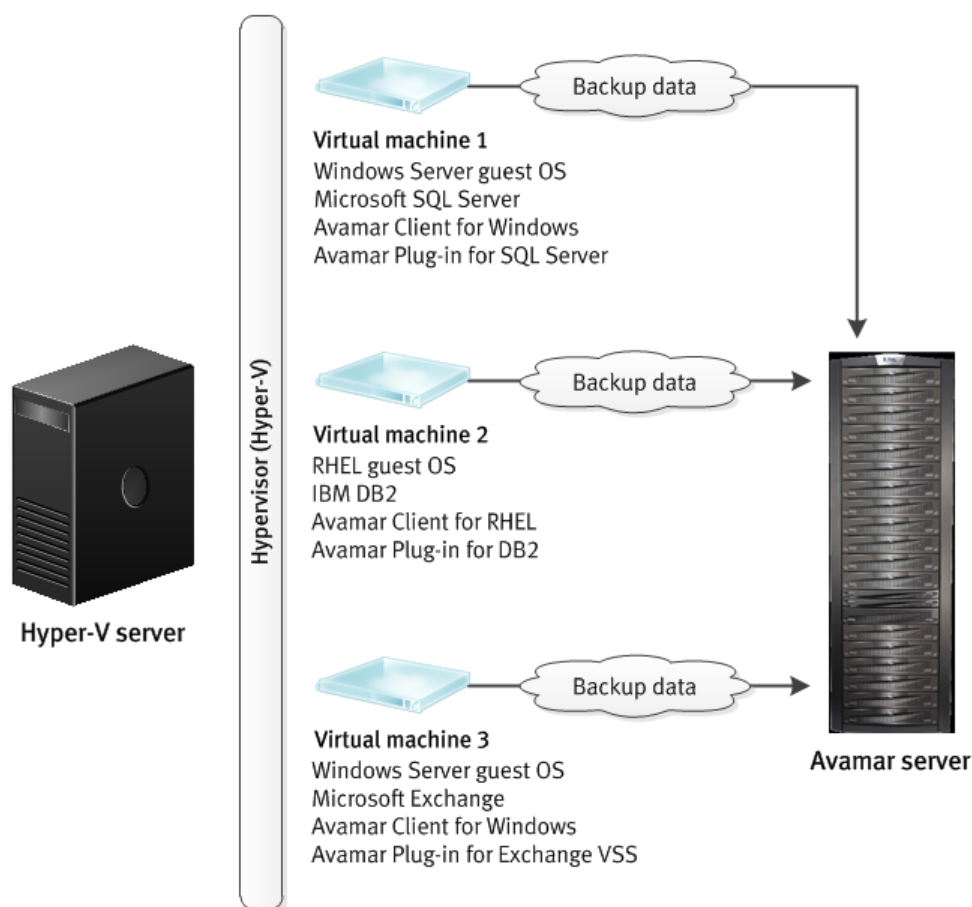 Hypervisor (Hyper-V)
Backup data
Virtual machine 1
Windows Server guest OS
Microsoft SQL Server
Avamar Client for Windows
Avamar Plug-in for SQL Server
Backup data
Virtual machine 2
RHEL guest OS
IBM DB2
Avamar Client for RHEL
Avamar Plug-in for DB2
Hyper-V server
Backup data
Virtual machine 3
Windows Server guest OS
Microsoft Exchange
Avamar Client for Windows
Avamar Plug-in for Exchange VSS
Avamar server